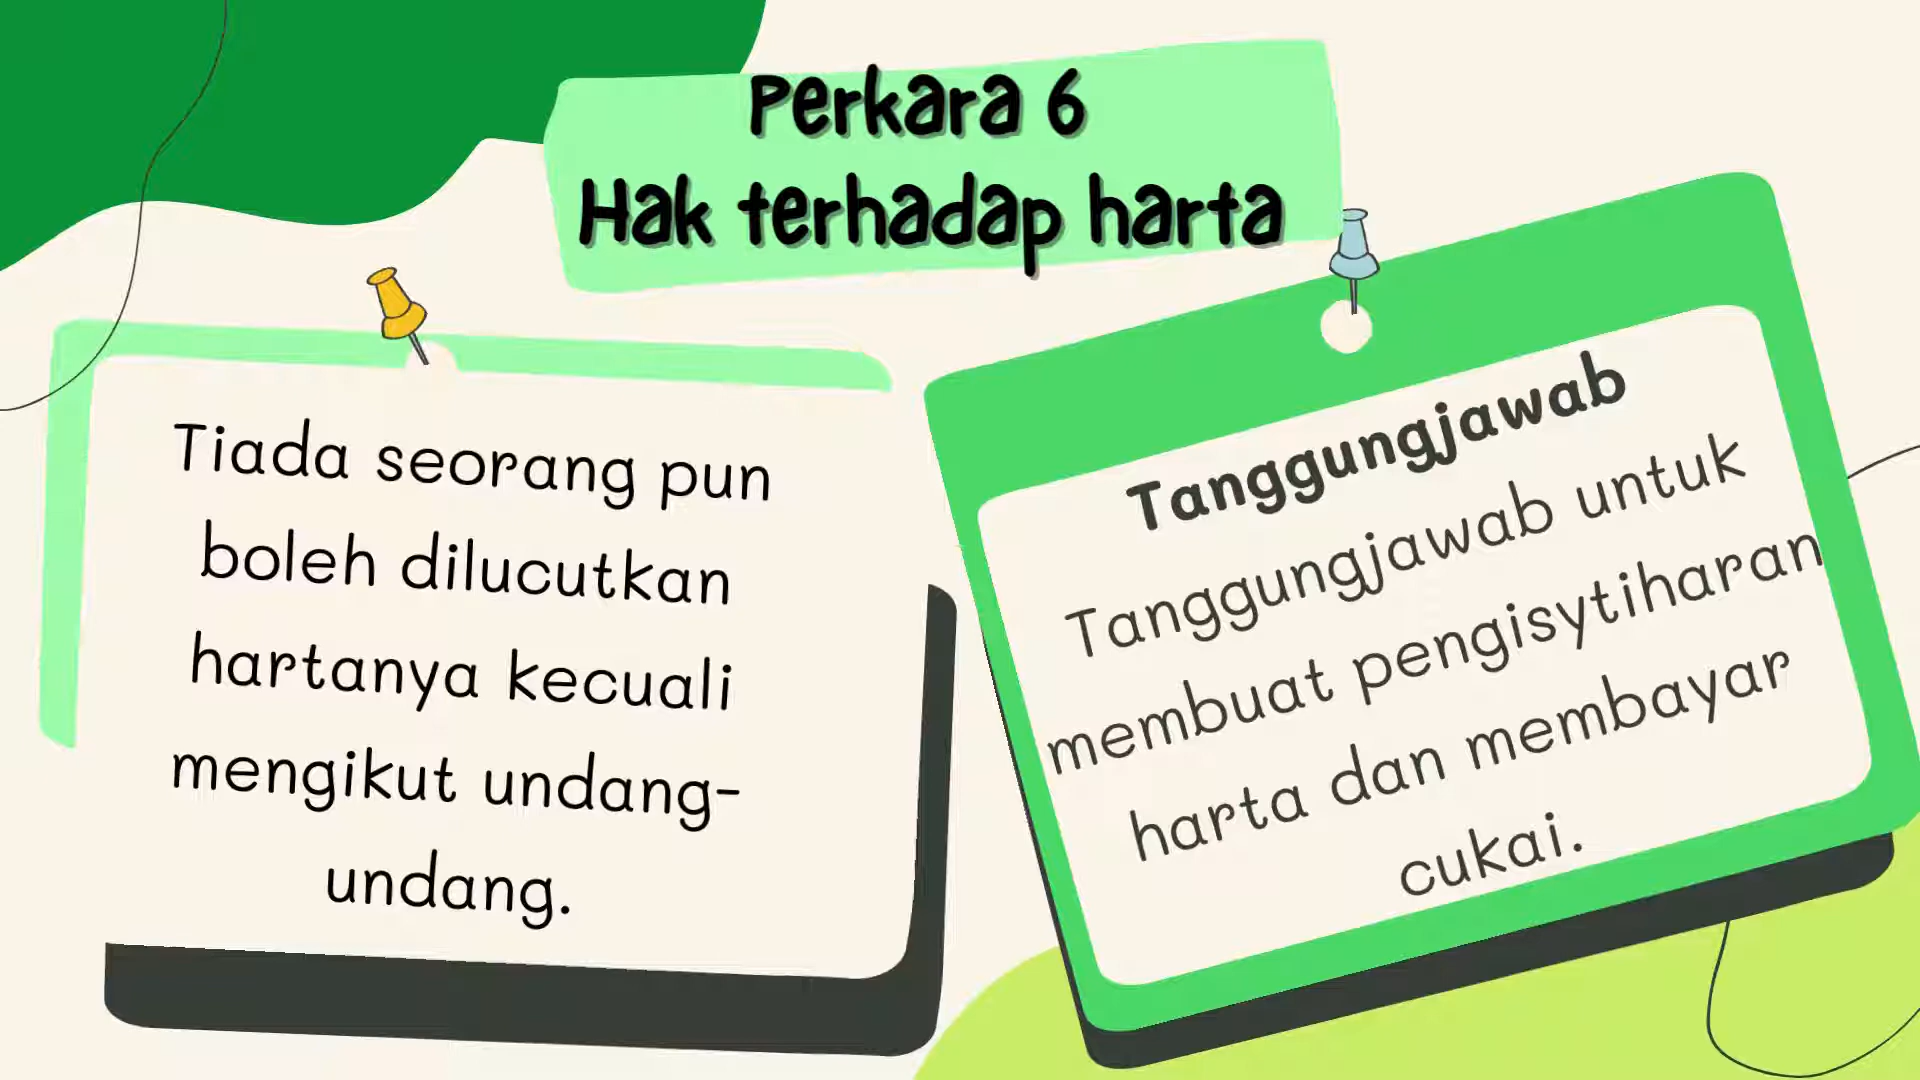 Perkara 6
Hak terhadap harta
Tiada seorang pun
boleh dilucutkan
hartanya kecuali
mengikut undang-
undang.
Tanggungjawab
Tanggungjawab untuk
membuat pengisytiharan
harta dan membayar
cukai.